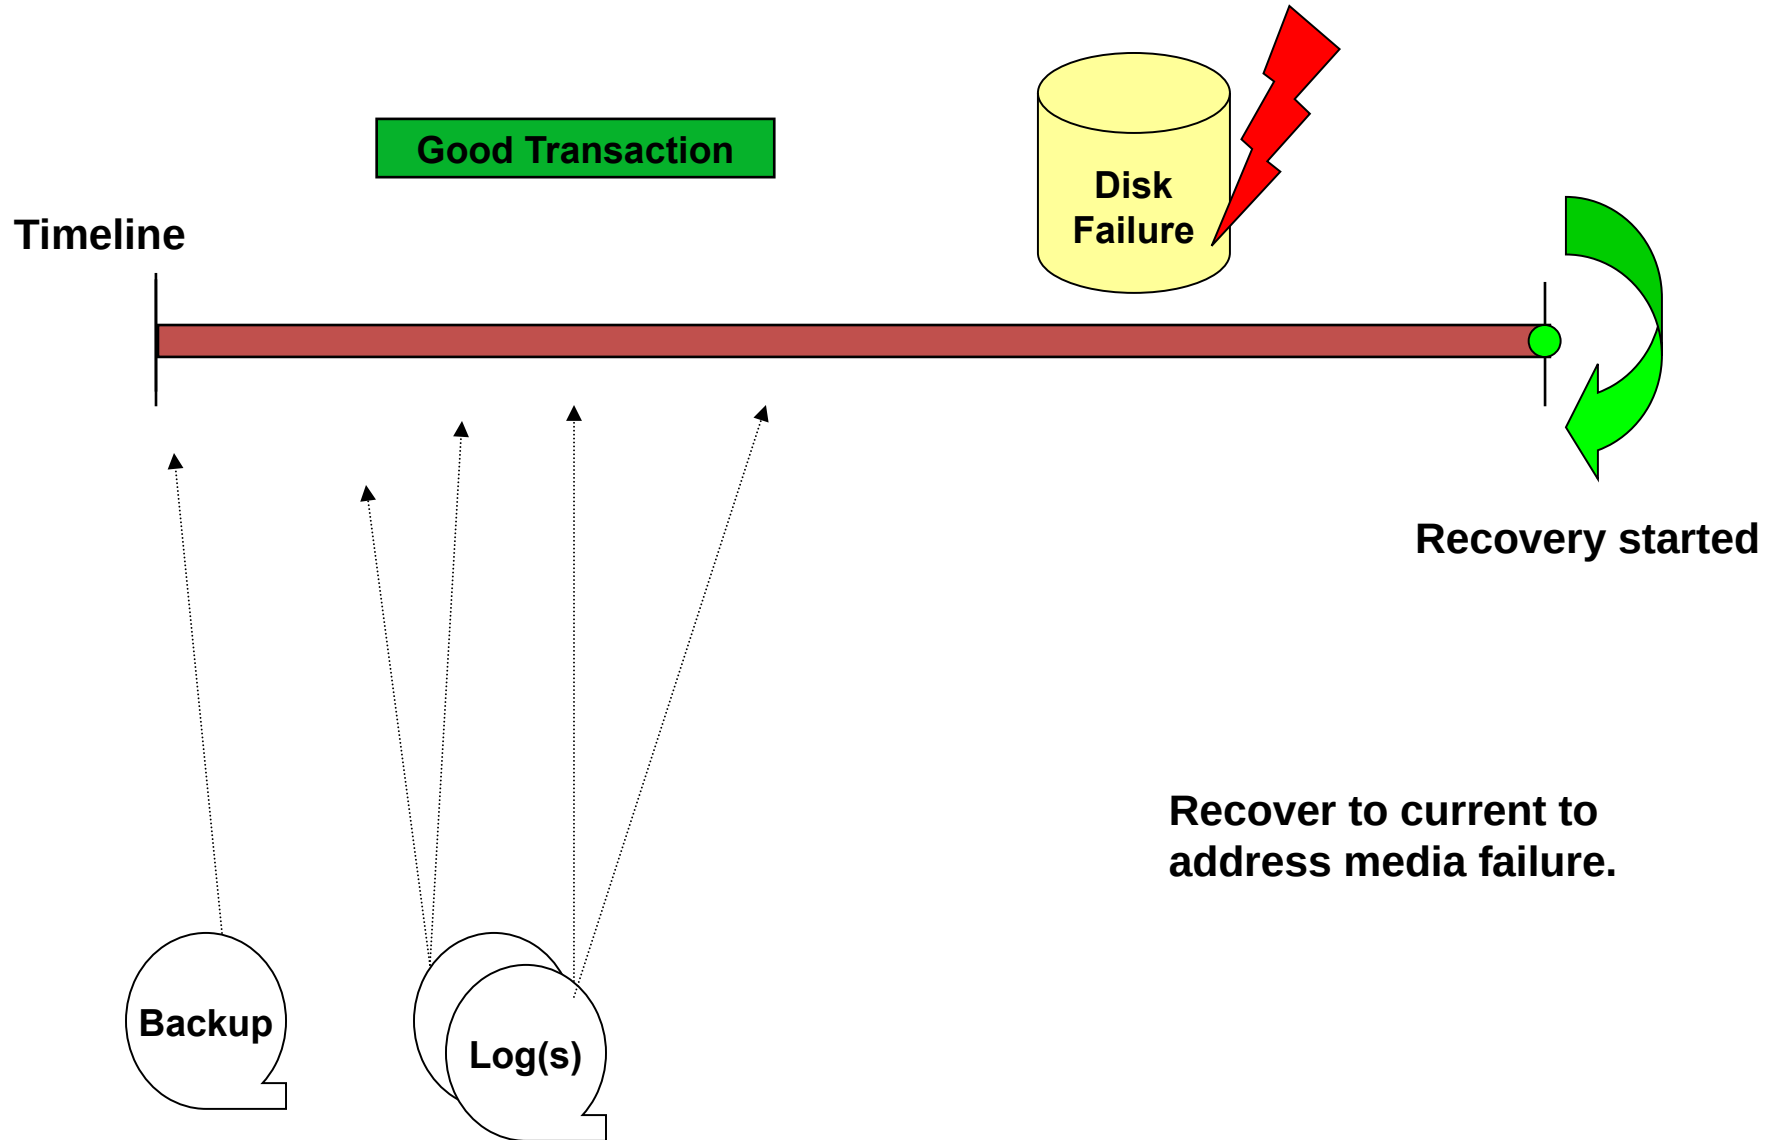 Good Transaction
Disk
Failure
Timeline
Recovery started
Recover to current to
address media failure.
Backup
Log(s)